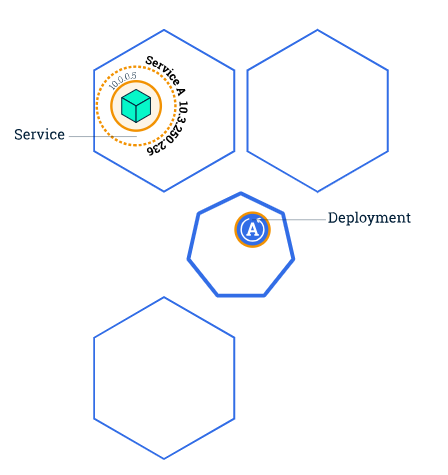 10.0.0.5
Service A 10.3.250.236
Service
A
Deployment